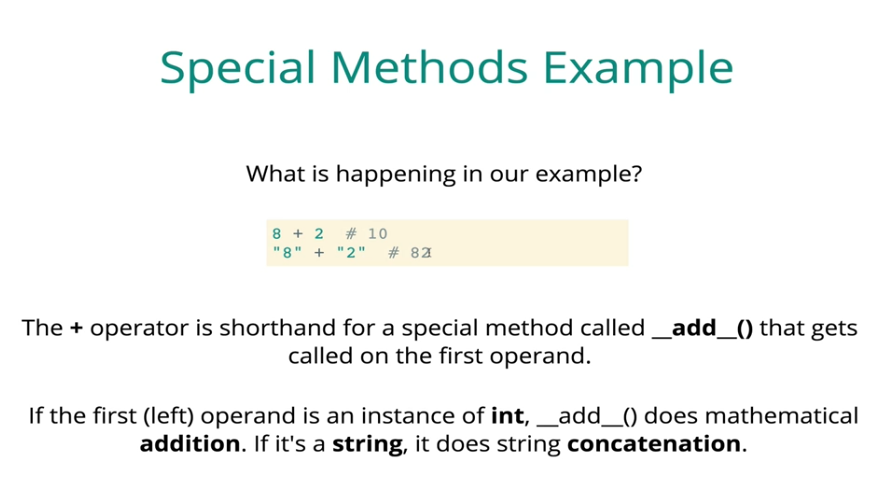 Special Methods Example
What is happening in our example?
8 + 2  # 10
"8" + "2"  # 82
The + operator is shorthand for a special method called __add__() that gets
called on the first operand.
If the first (left) operand is an instance of int, __add__() does mathematical
addition. If it's a string, it does string concatenation.